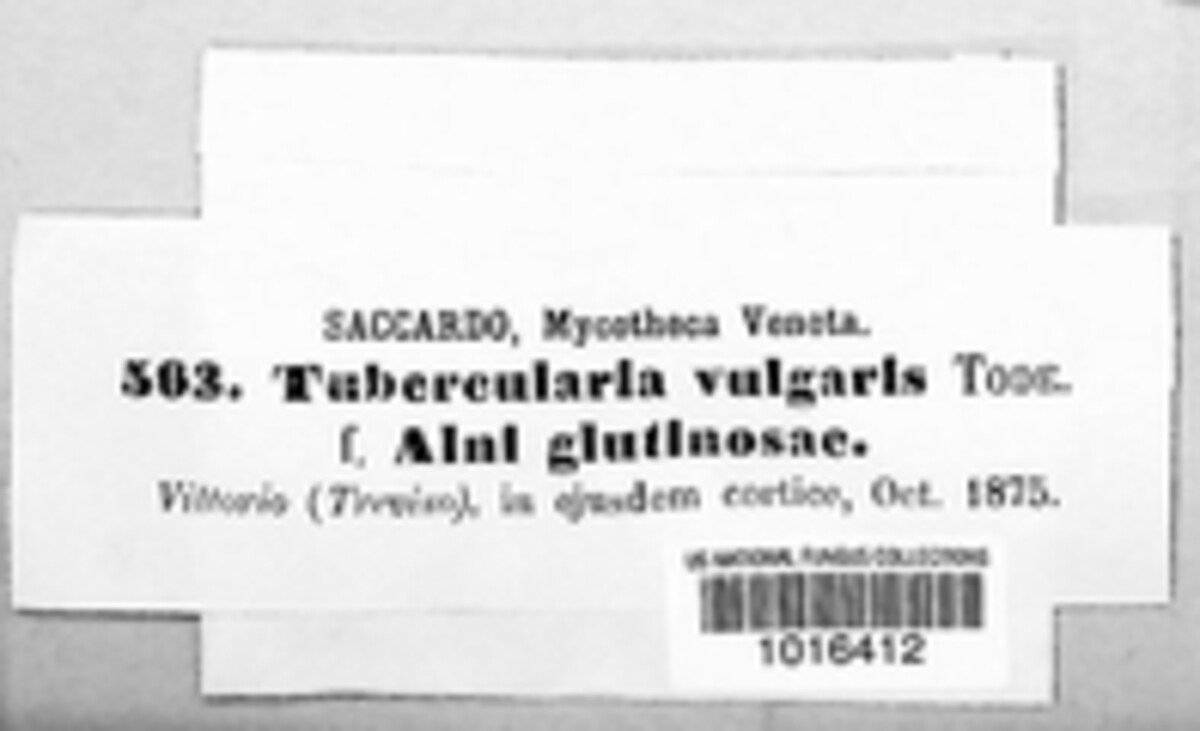 SACCARDO, Mycotheca Veneta.
503. Tubercularia vulgaris TODE.
f. Alni glutinosae.
Vittorio (Treviso), in ejusdem cortice, Oct. 1875.
US NATIONAL FUNGUS COLLECTIONS
1016412